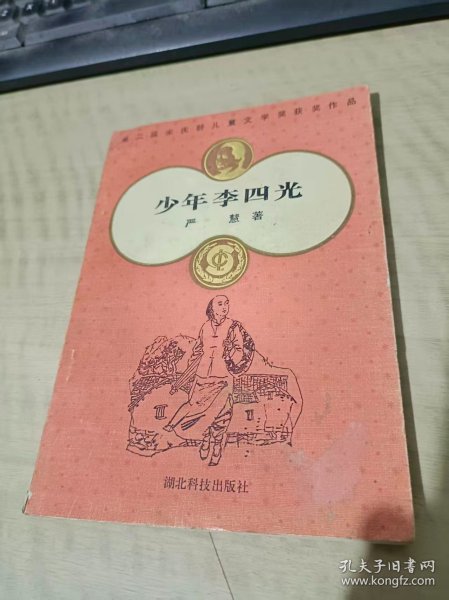 第二届宋庆龄儿童文学奖获奖作品
少年李四光
严 慧著
湖北科技出版社
孔夫子旧书网
www.kongfz.com